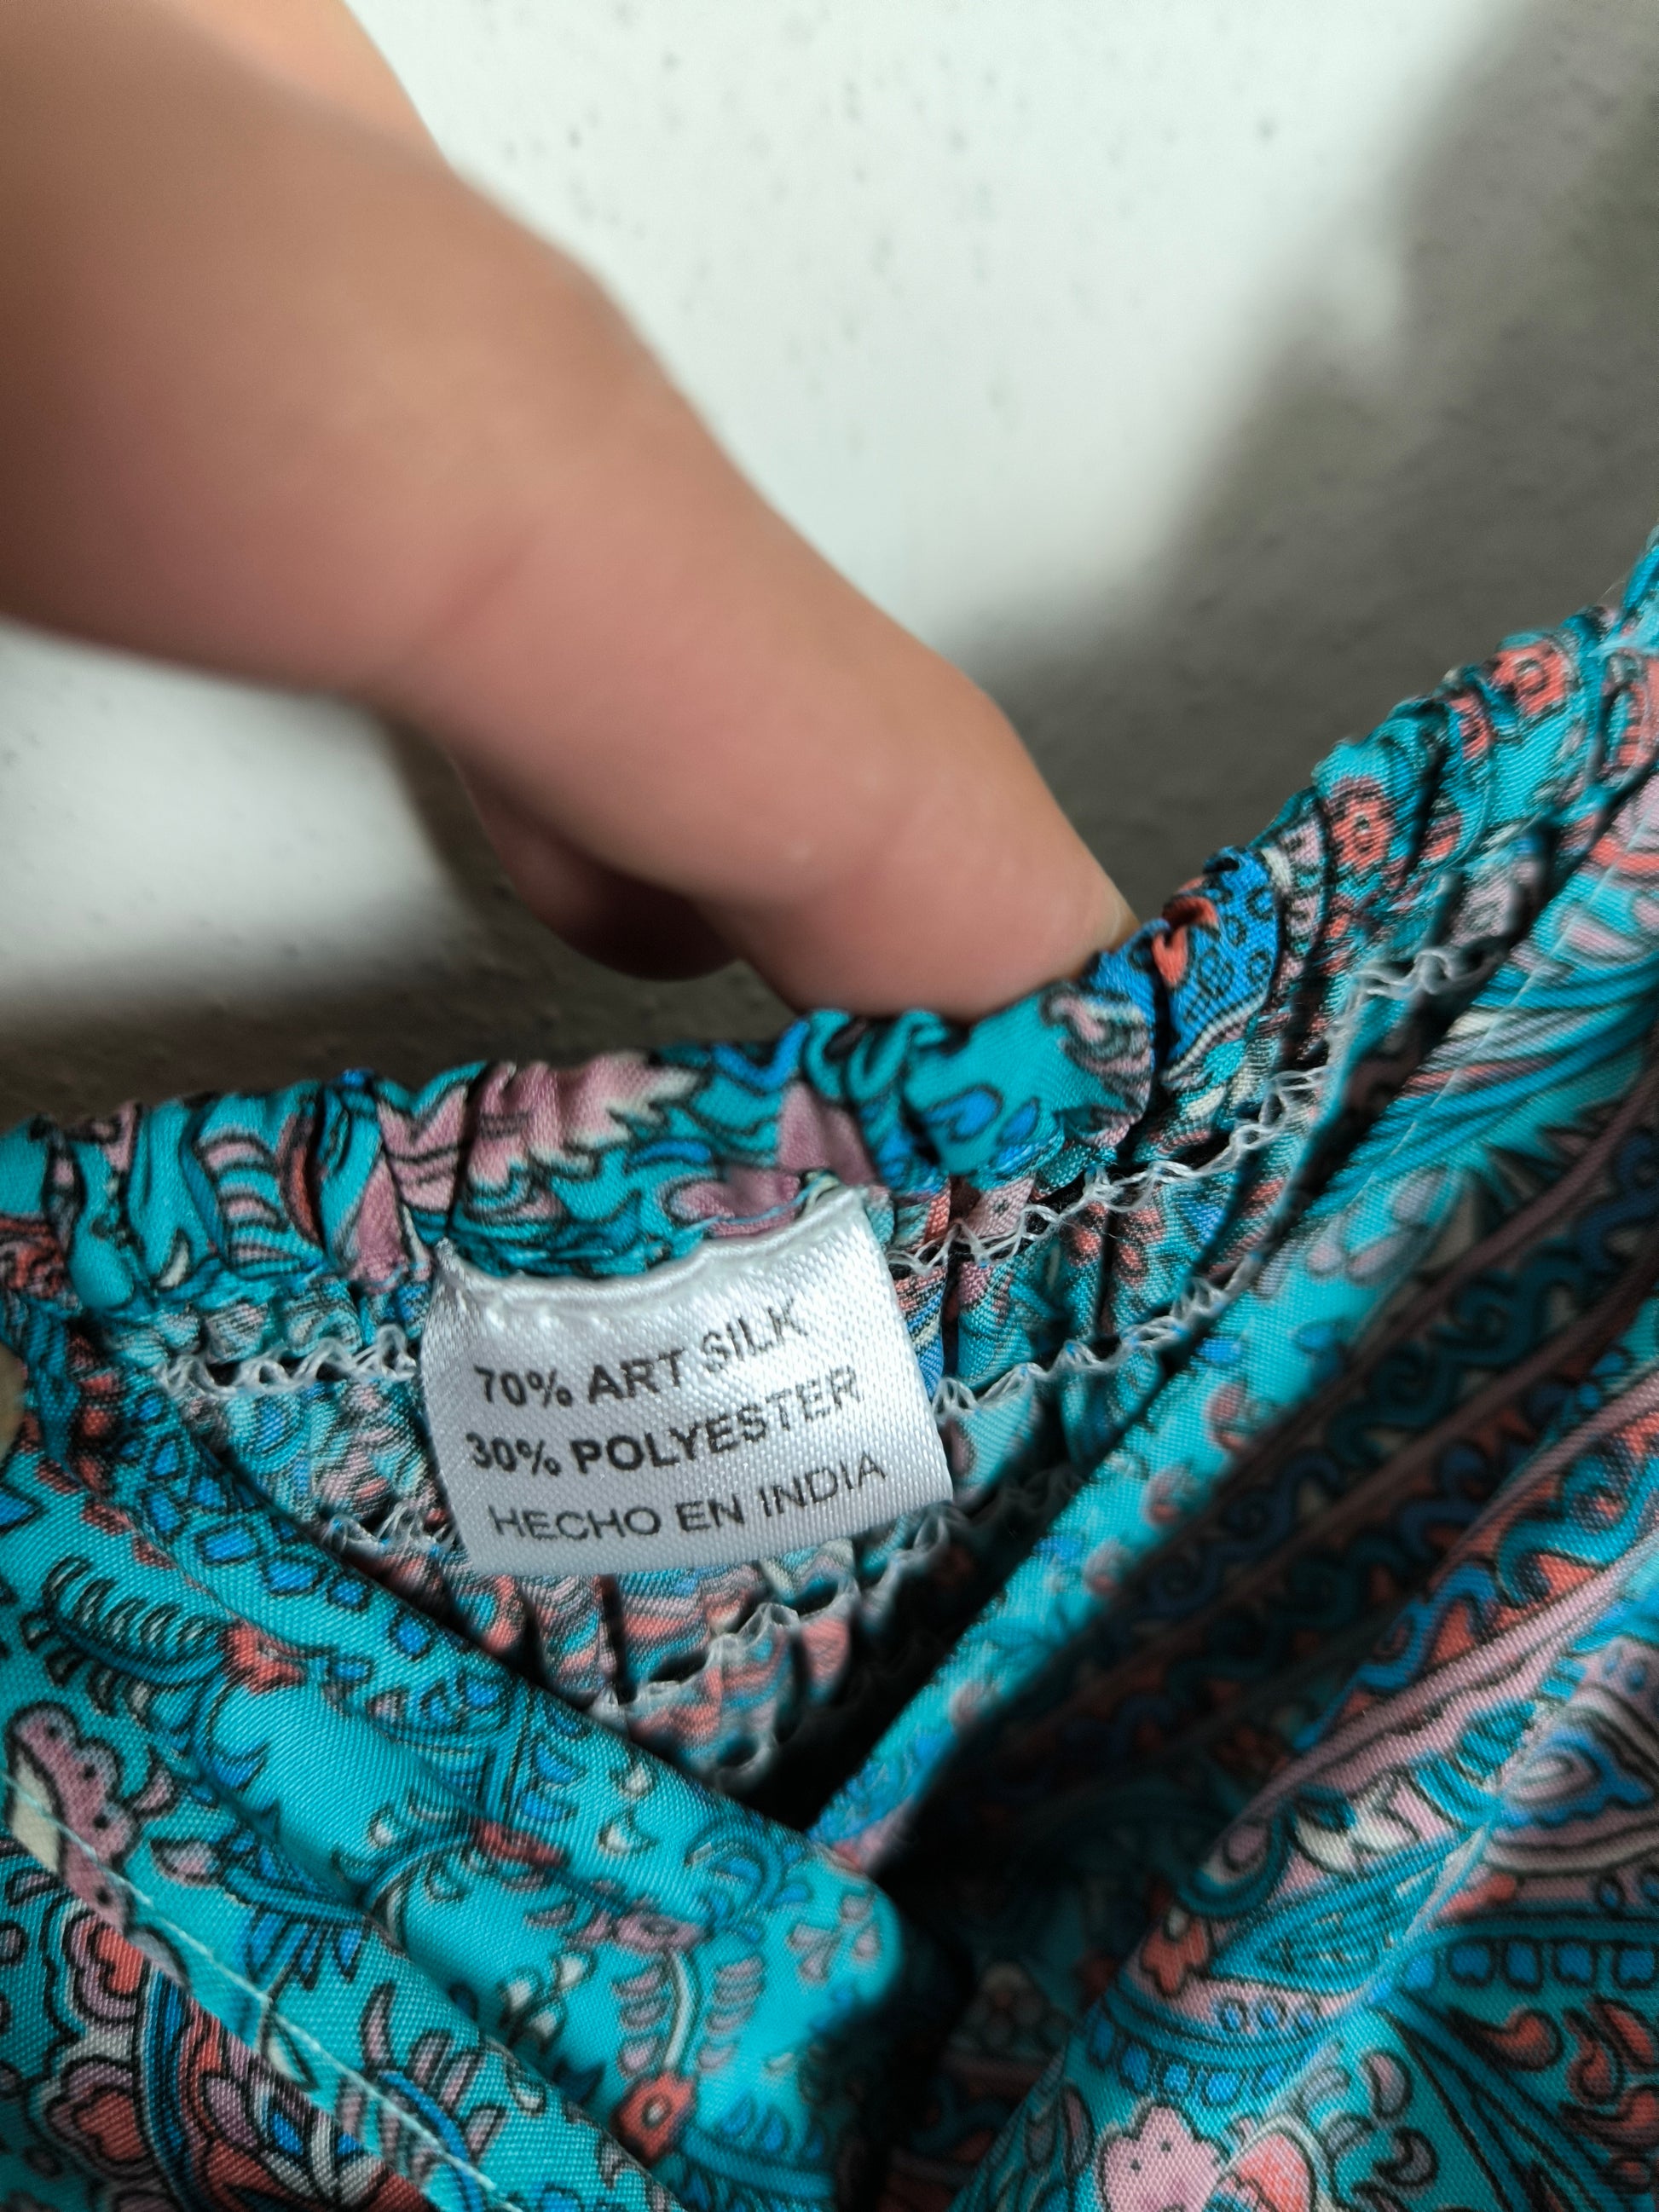 70% ART SILK
30% POLYESTER
HECHO EN INDIA